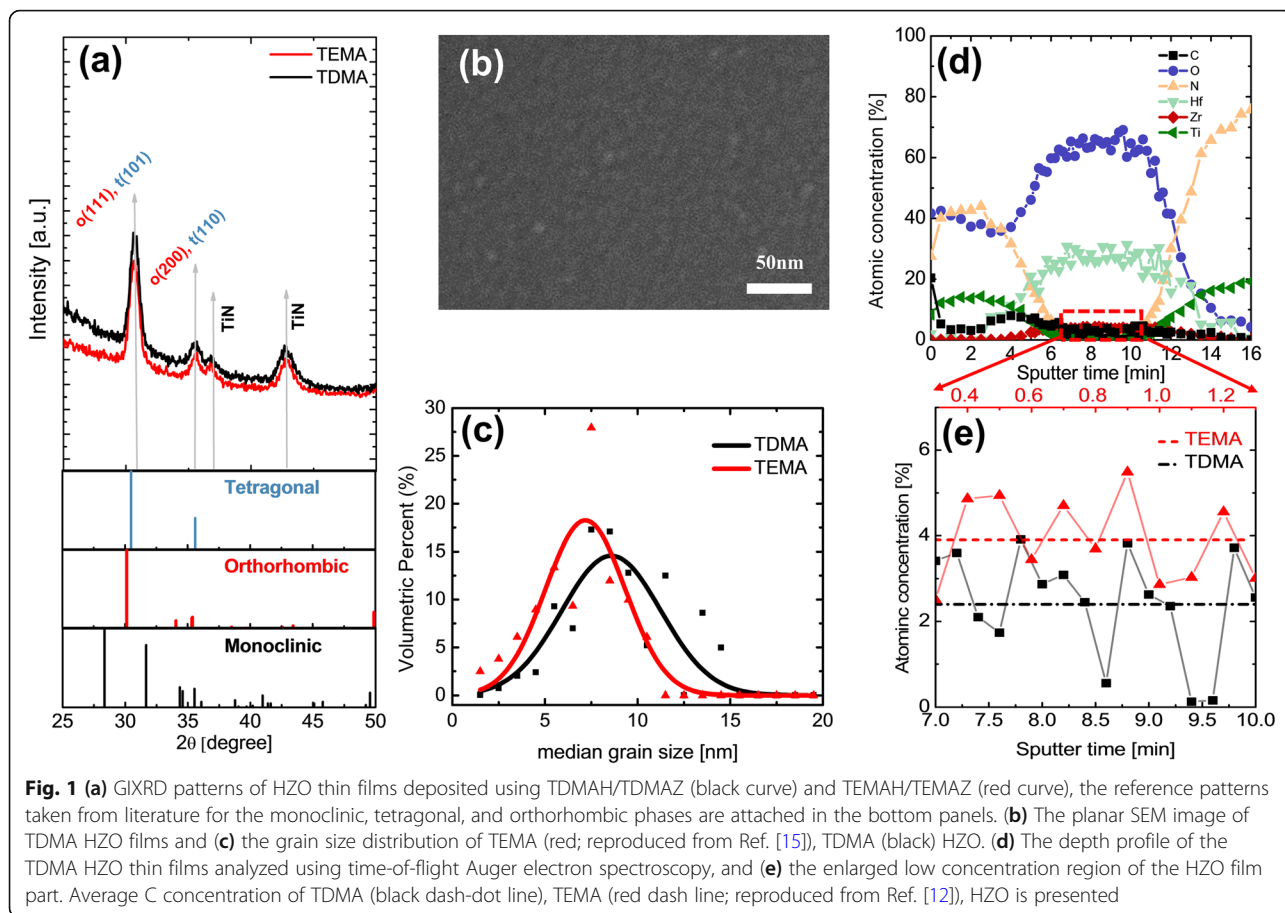 (a)
TEMA
TDMA
o(111), t(101)
o(200), t(110)
TiN
TiN
Intensity [a.u.]
Tetragonal
Orthorhombic
Monoclinic
25 30 35 40 45 50
2θ [degree]
(b)
50nm
(c)
TDMA
TEMA
Volumetric Percent (%)
30
25
20
15
10
5
0
0 5 10 15 20
median grain size [nm]
(d)
C
O
N
Hf
Zr
Ti
Atomic concentration [%]
100
80
60
40
20
0
0 2 4 6 8 10 12 14 16
Sputter time [min]
0.4 0.6 0.8 1.0 1.2
(e)
TEMA
TDMA
Atominc concentration [%]
6
4
2
0
7.0 7.5 8.0 8.5 9.0 9.5 10.0
Sputter time [min]
Fig. 1 (a) GIXRD patterns of HZO thin films deposited using TDMAH/TDMAZ (black curve) and TEMAH/TEMAZ (red curve), the reference patterns
taken from literature for the monoclinic, tetragonal, and orthorhombic phases are attached in the bottom panels. (b) The planar SEM image of
TDMA HZO films and (c) the grain size distribution of TEMA (red; reproduced from Ref. [15]), TDMA (black) HZO. (d) The depth profile of the
TDMA HZO thin films analyzed using time-of-flight Auger electron spectroscopy, and (e) the enlarged low concentration region of the HZO film
part. Average C concentration of TDMA (black dash-dot line), TEMA (red dash line; reproduced from Ref. [12]), HZO is presented